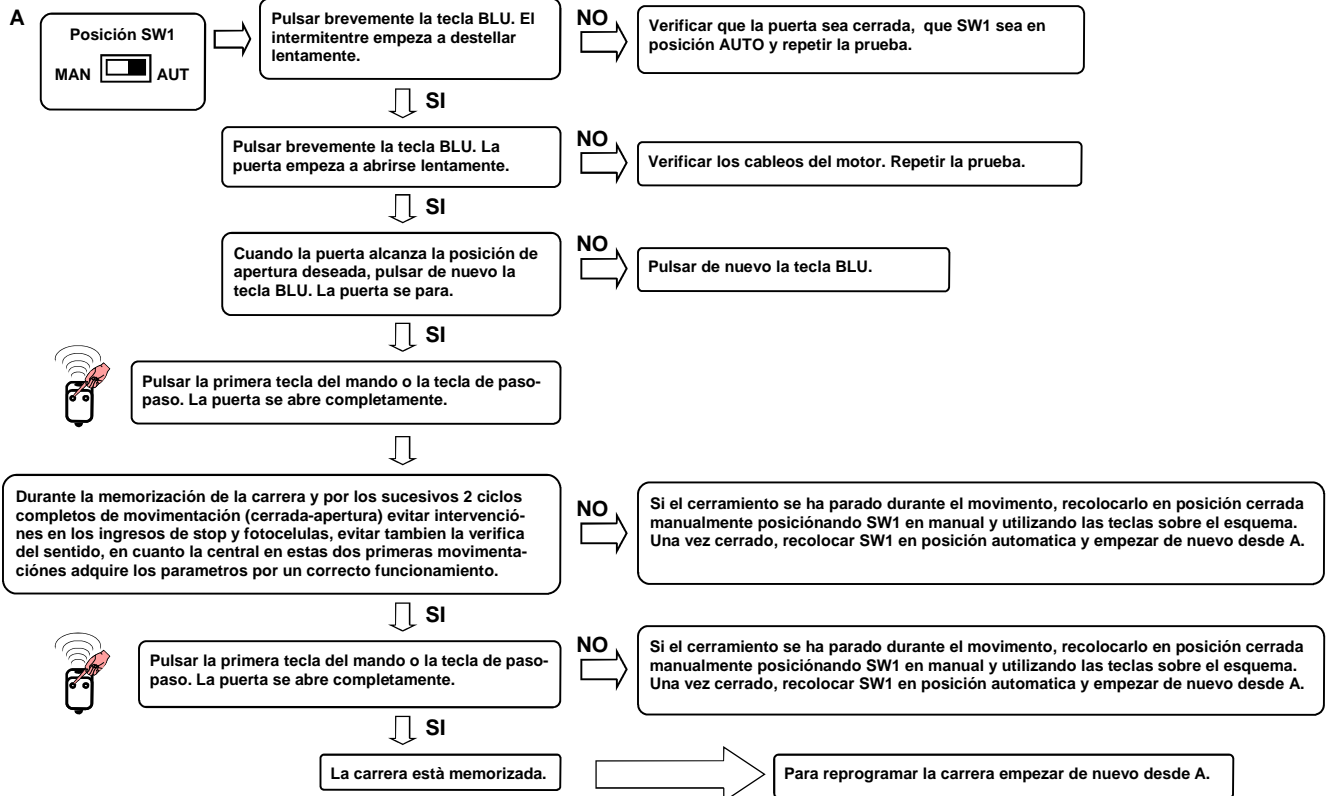 A
Posición SW1
MAN AUT
Pulsar brevemente la tecla BLU. El
intermitentre empeza a destellar
lentamente.
NO
Verificar que la puerta sea cerrada, que SW1 sea en
posición AUTO y repetir la prueba.
SI
Pulsar brevemente la tecla BLU. La
puerta empeza a abrirse lentamente.
NO
Verificar los cableos del motor. Repetir la prueba.
SI
Cuando la puerta alcanza la posición de
apertura deseada, pulsar de nuevo la
tecla BLU. La puerta se para.
NO
Pulsar de nuevo la tecla BLU.
SI
Pulsar la primera tecla del mando o la tecla de paso-
paso. La puerta se abre completamente.
Durante la memorización de la carrera y por los sucesivos 2 ciclos
completos de movimentación (cerrada-apertura) evitar intervenció-
nes en los ingresos de stop y fotocelulas, evitar tambien la verifica
del sentido, en cuanto la central en estas dos primeras movimenta-
ciónes adquire los parametros por un correcto funcionamiento.
NO
Si el cerramiento se ha parado durante el movimento, recolocarlo en posición cerrada
manualmente posiciónando SW1 en manual y utilizando las teclas sobre el esquema.
Una vez cerrado, recolocar SW1 en posición automatica y empezar de nuevo desde A.
SI
Pulsar la primera tecla del mando o la tecla de paso-
paso. La puerta se abre completamente.
NO
Si el cerramiento se ha parado durante el movimento, recolocarlo en posición cerrada
manualmente posiciónando SW1 en manual y utilizando las teclas sobre el esquema.
Una vez cerrado, recolocar SW1 en posición automatica y empezar de nuevo desde A.
SI
La carrera està memorizada.
Para reprogramar la carrera empezar de nuevo desde A.